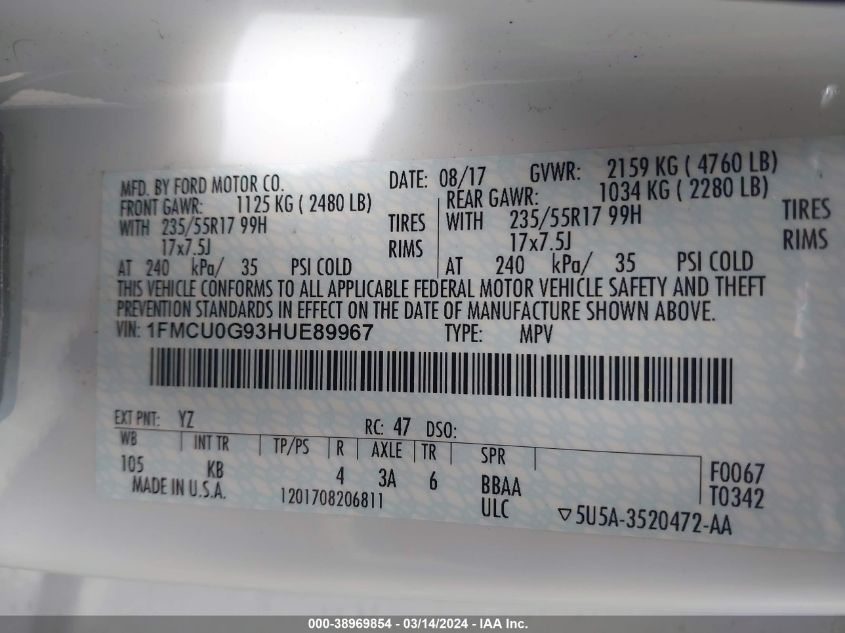 MFD. BY FORD MOTOR CO. DATE: 08/17 GVWR: 2159 KG ( 4760 LB)
FRONT GAWR: 1125 KG ( 2480 LB) REAR GAWR: 1034 KG ( 2280 LB)
WITH 235/55R17 99H TIRES WITH 235/55R17 99H TIRES
17x7.5J RIMS 17x7.5J RIMS
AT 240 kPa/ 35 PSI COLD AT 240 kPa/ 35 PSI COLD
THIS VEHICLE CONFORMS TO ALL APPLICABLE FEDERAL MOTOR VEHICLE SAFETY AND THEFT
PREVENTION STANDARDS IN EFFECT ON THE DATE OF MANUFACTURE SHOWN ABOVE.
VIN: 1FMCU0G93HUE89967 TYPE: MPV
EXT PNT: YZ RC: 47 DSO:
WB INT TR TP/PS R AXLE TR SPR
105 KB 4 3A 6 BBAA F0067
MADE IN U.S.A. 1201708206811 ULC T0342
▽5U5A-3520472-AA
000-38969854 - 03/14/2024 - IAA Inc.